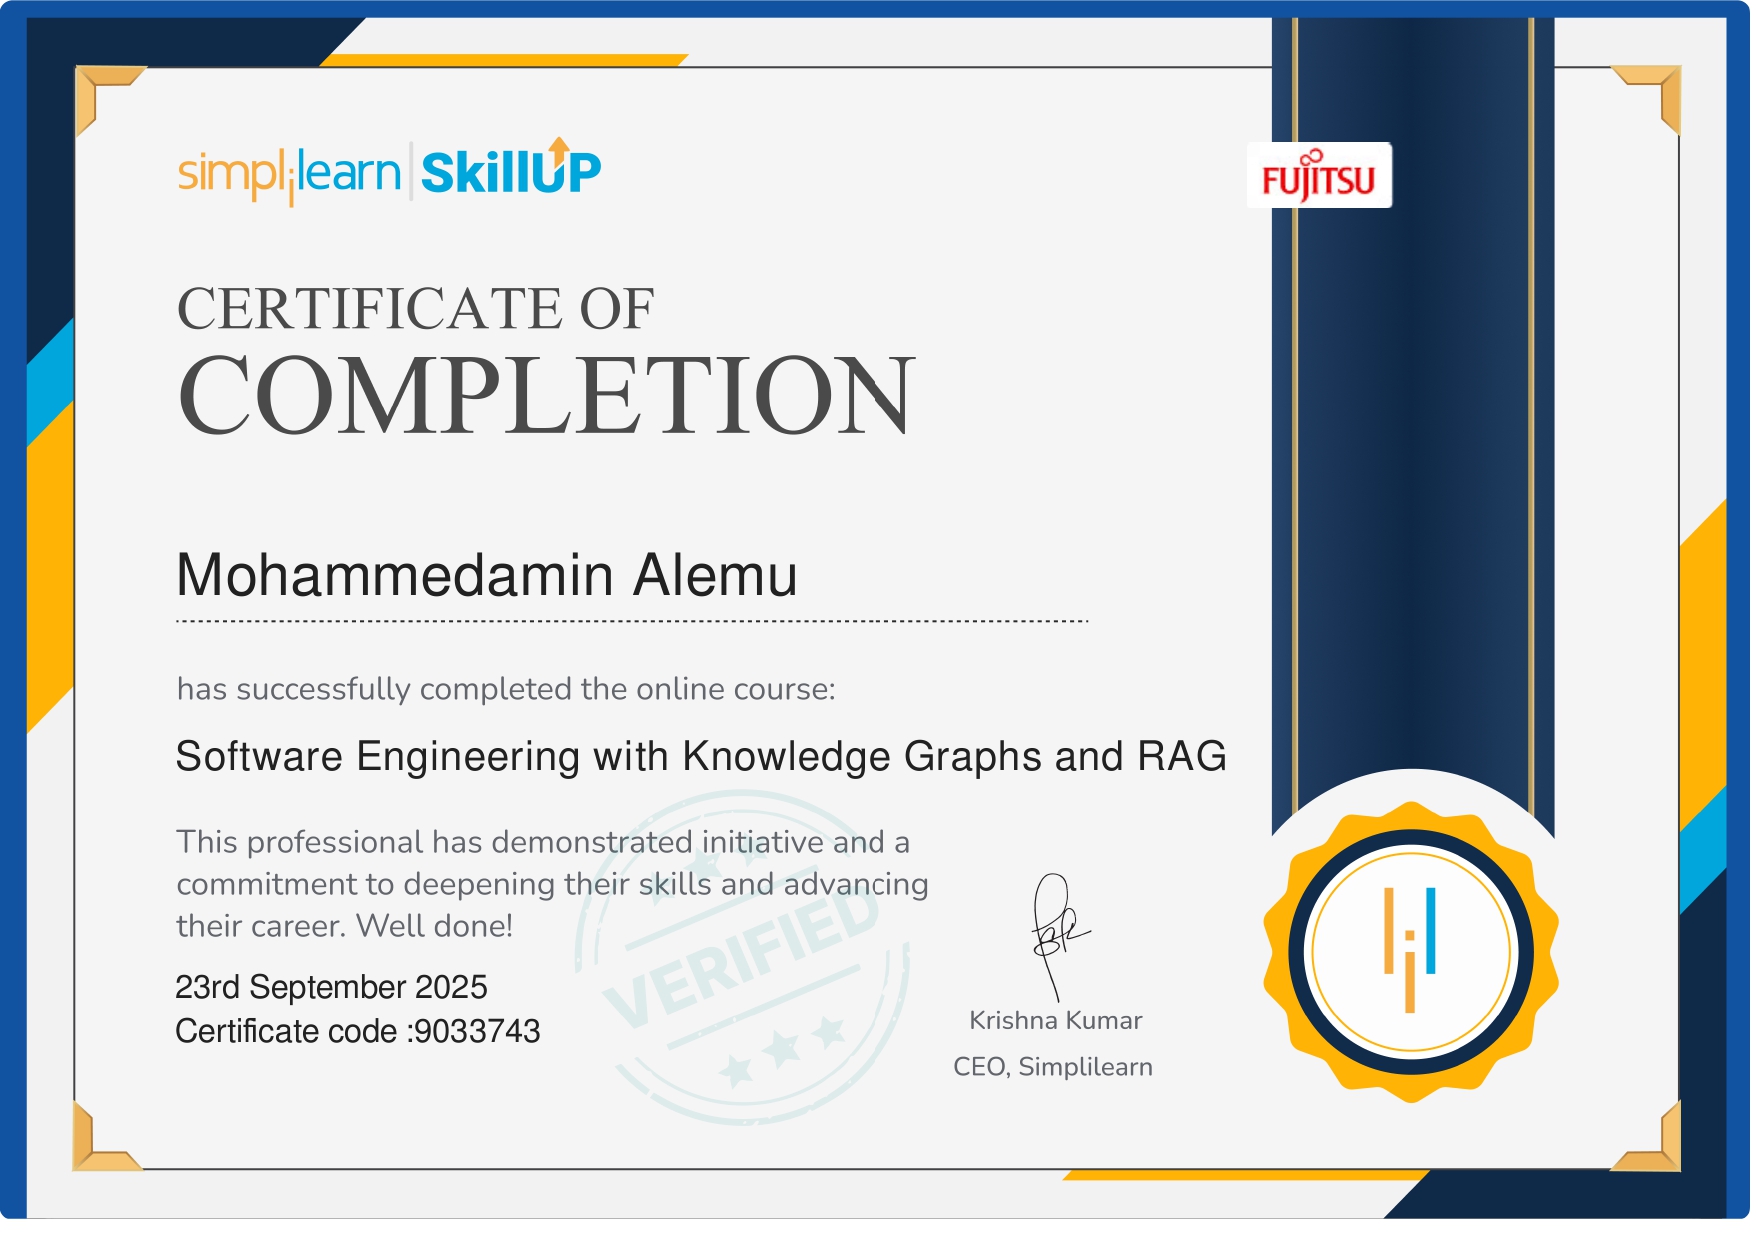 simplilearn | SkillUP
FUJITSU
CERTIFICATE OF
COMPLETION
Mohammedamin Alemu
has successfully completed the online course:
Software Engineering with Knowledge Graphs and RAG
This professional has demonstrated initiative and a
commitment to deepening their skills and advancing
their career. Well done!
23rd September 2025
Certificate code :9033743
VERIFIED
Krishna Kumar
CEO, Simplilearn